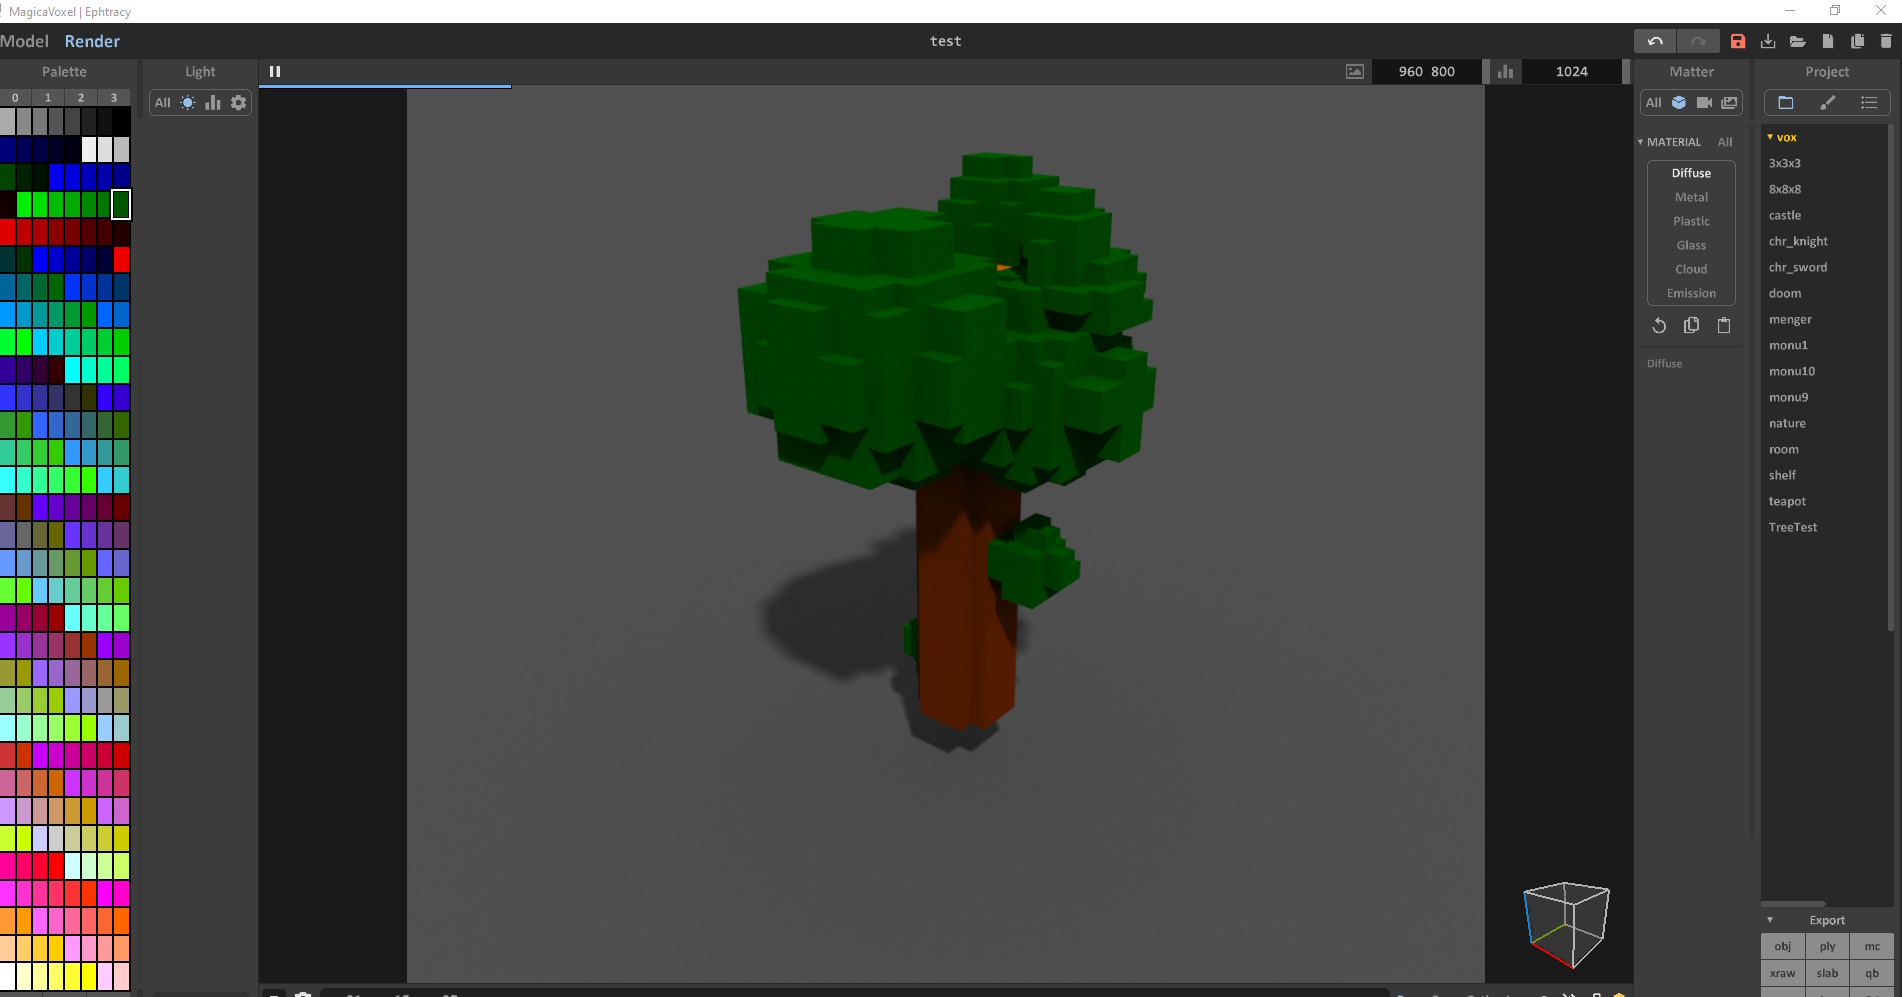 MagicaVoxel | Ephtracy
Model Render
test
Palette
Light
960 800
1024
Matter
Project
0 1 2 3
All
All
MATERIAL All
Diffuse
Metal
Plastic
Glass
Cloud
Emission
Diffuse
vox
3x3x3
8x8x8
castle
chr_knight
chr_sword
doom
menger
monu1
monu10
monu9
nature
room
shelf
teapot
TreeTest
Export
obj ply mc
xraw slab qb